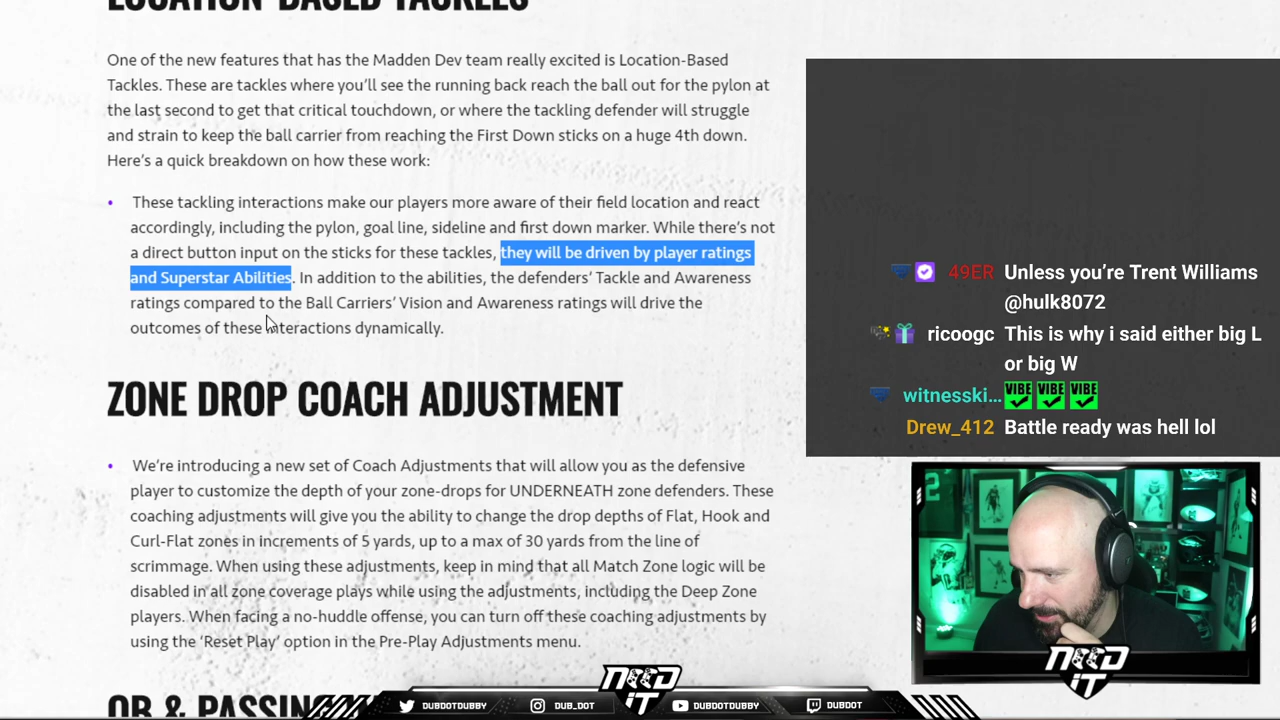 LOCATION-BASED TACKLES
One of the new features that has the Madden Dev team really excited is Location-Based
Tackles. These are tackles where you'll see the running back reach the ball out for the pylon at
the last second to get that critical touchdown, or where the tackling defender will struggle
and strain to keep the ball carrier from reaching the First Down sticks on a huge 4th down.
Here's a quick breakdown on how these work:
• These tackling interactions make our players more aware of their field location and react
accordingly, including the pylon, goal line, sideline and first down marker. While there's not
a direct button input on the sticks for these tackles, they will be driven by player ratings
and Superstar Abilities. In addition to the abilities, the defenders' Tackle and Awareness
ratings compared to the Ball Carriers' Vision and Awareness ratings will drive the
outcomes of these interactions dynamically.
ZONE DROP COACH ADJUSTMENT
• We're introducing a new set of Coach Adjustments that will allow you as the defensive
player to customize the depth of your zone-drops for UNDERNEATH zone defenders. These
coaching adjustments will give you the ability to change the drop depths of Flat, Hook and
Curl-Flat zones in increments of 5 yards, up to a max of 30 yards from the line of
scrimmage. When using these adjustments, keep in mind that all Match Zone logic will be
disabled in all zone coverage plays while using the adjustments, including the Deep Zone
players. When facing a no-huddle offense, you can turn off these coaching adjustments by
using the 'Reset Play' option in the Pre-Play Adjustments menu.
QB & PASSING
49ER Unless you're Trent Williams
@hulk8072
ricoogc This is why i said either big L
or big W
witnesski... VIBE VIBE VIBE
Drew_412 Battle ready was hell lol
NEED
IT
NEED
IT
DUBDOTDUBBY DUB_DOT DUBDOTDUBBY DUBDOT